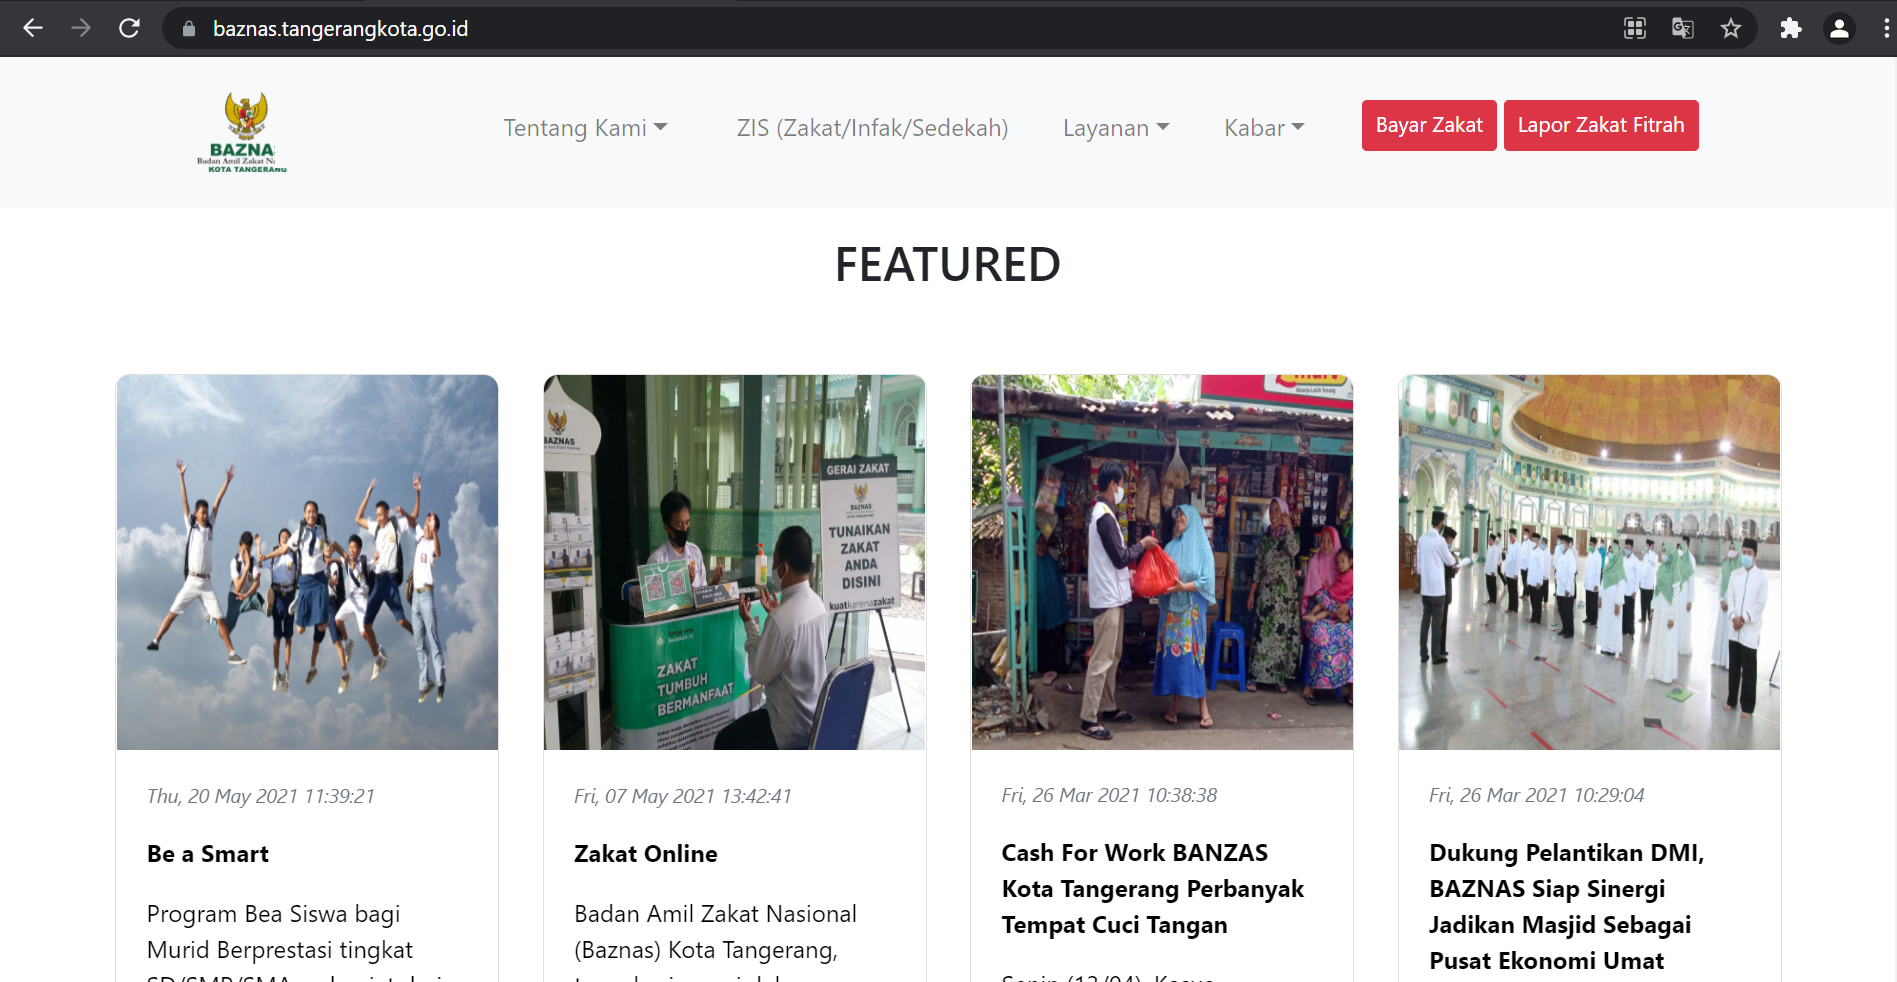 baznas.tangerangkota.go.id
BAZNA
Badan Amil Zakat N
KOTA TANGERANG
Tentang Kami
ZIS (Zakat/Infak/Sedekah)
Layanan
Kabar
Bayar Zakat
Lapor Zakat Fitrah
FEATURED
BAZNAS
GERAI ZAKAT
BAZNAS
TUNAIKAN
ZAKAT
ANDA
DISINI
kuatkarenazakat
ZAKAT
TUMBUH
BERMANFAAT
Thu, 20 May 2021 11:39:21
Be a Smart
Program Bea Siswa bagi
Murid Berprestasi tingkat
Fri, 07 May 2021 13:42:41
Zakat Online
Badan Amil Zakat Nasional
(Baznas) Kota Tangerang,
Fri, 26 Mar 2021 10:38:38
Cash For Work BANZAS
Kota Tangerang Perbanyak
Tempat Cuci Tangan
Fri, 26 Mar 2021 10:29:04
Dukung Pelantikan DMI,
BAZNAS Siap Sinergi
Jadikan Masjid Sebagai
Pusat Ekonomi Umat